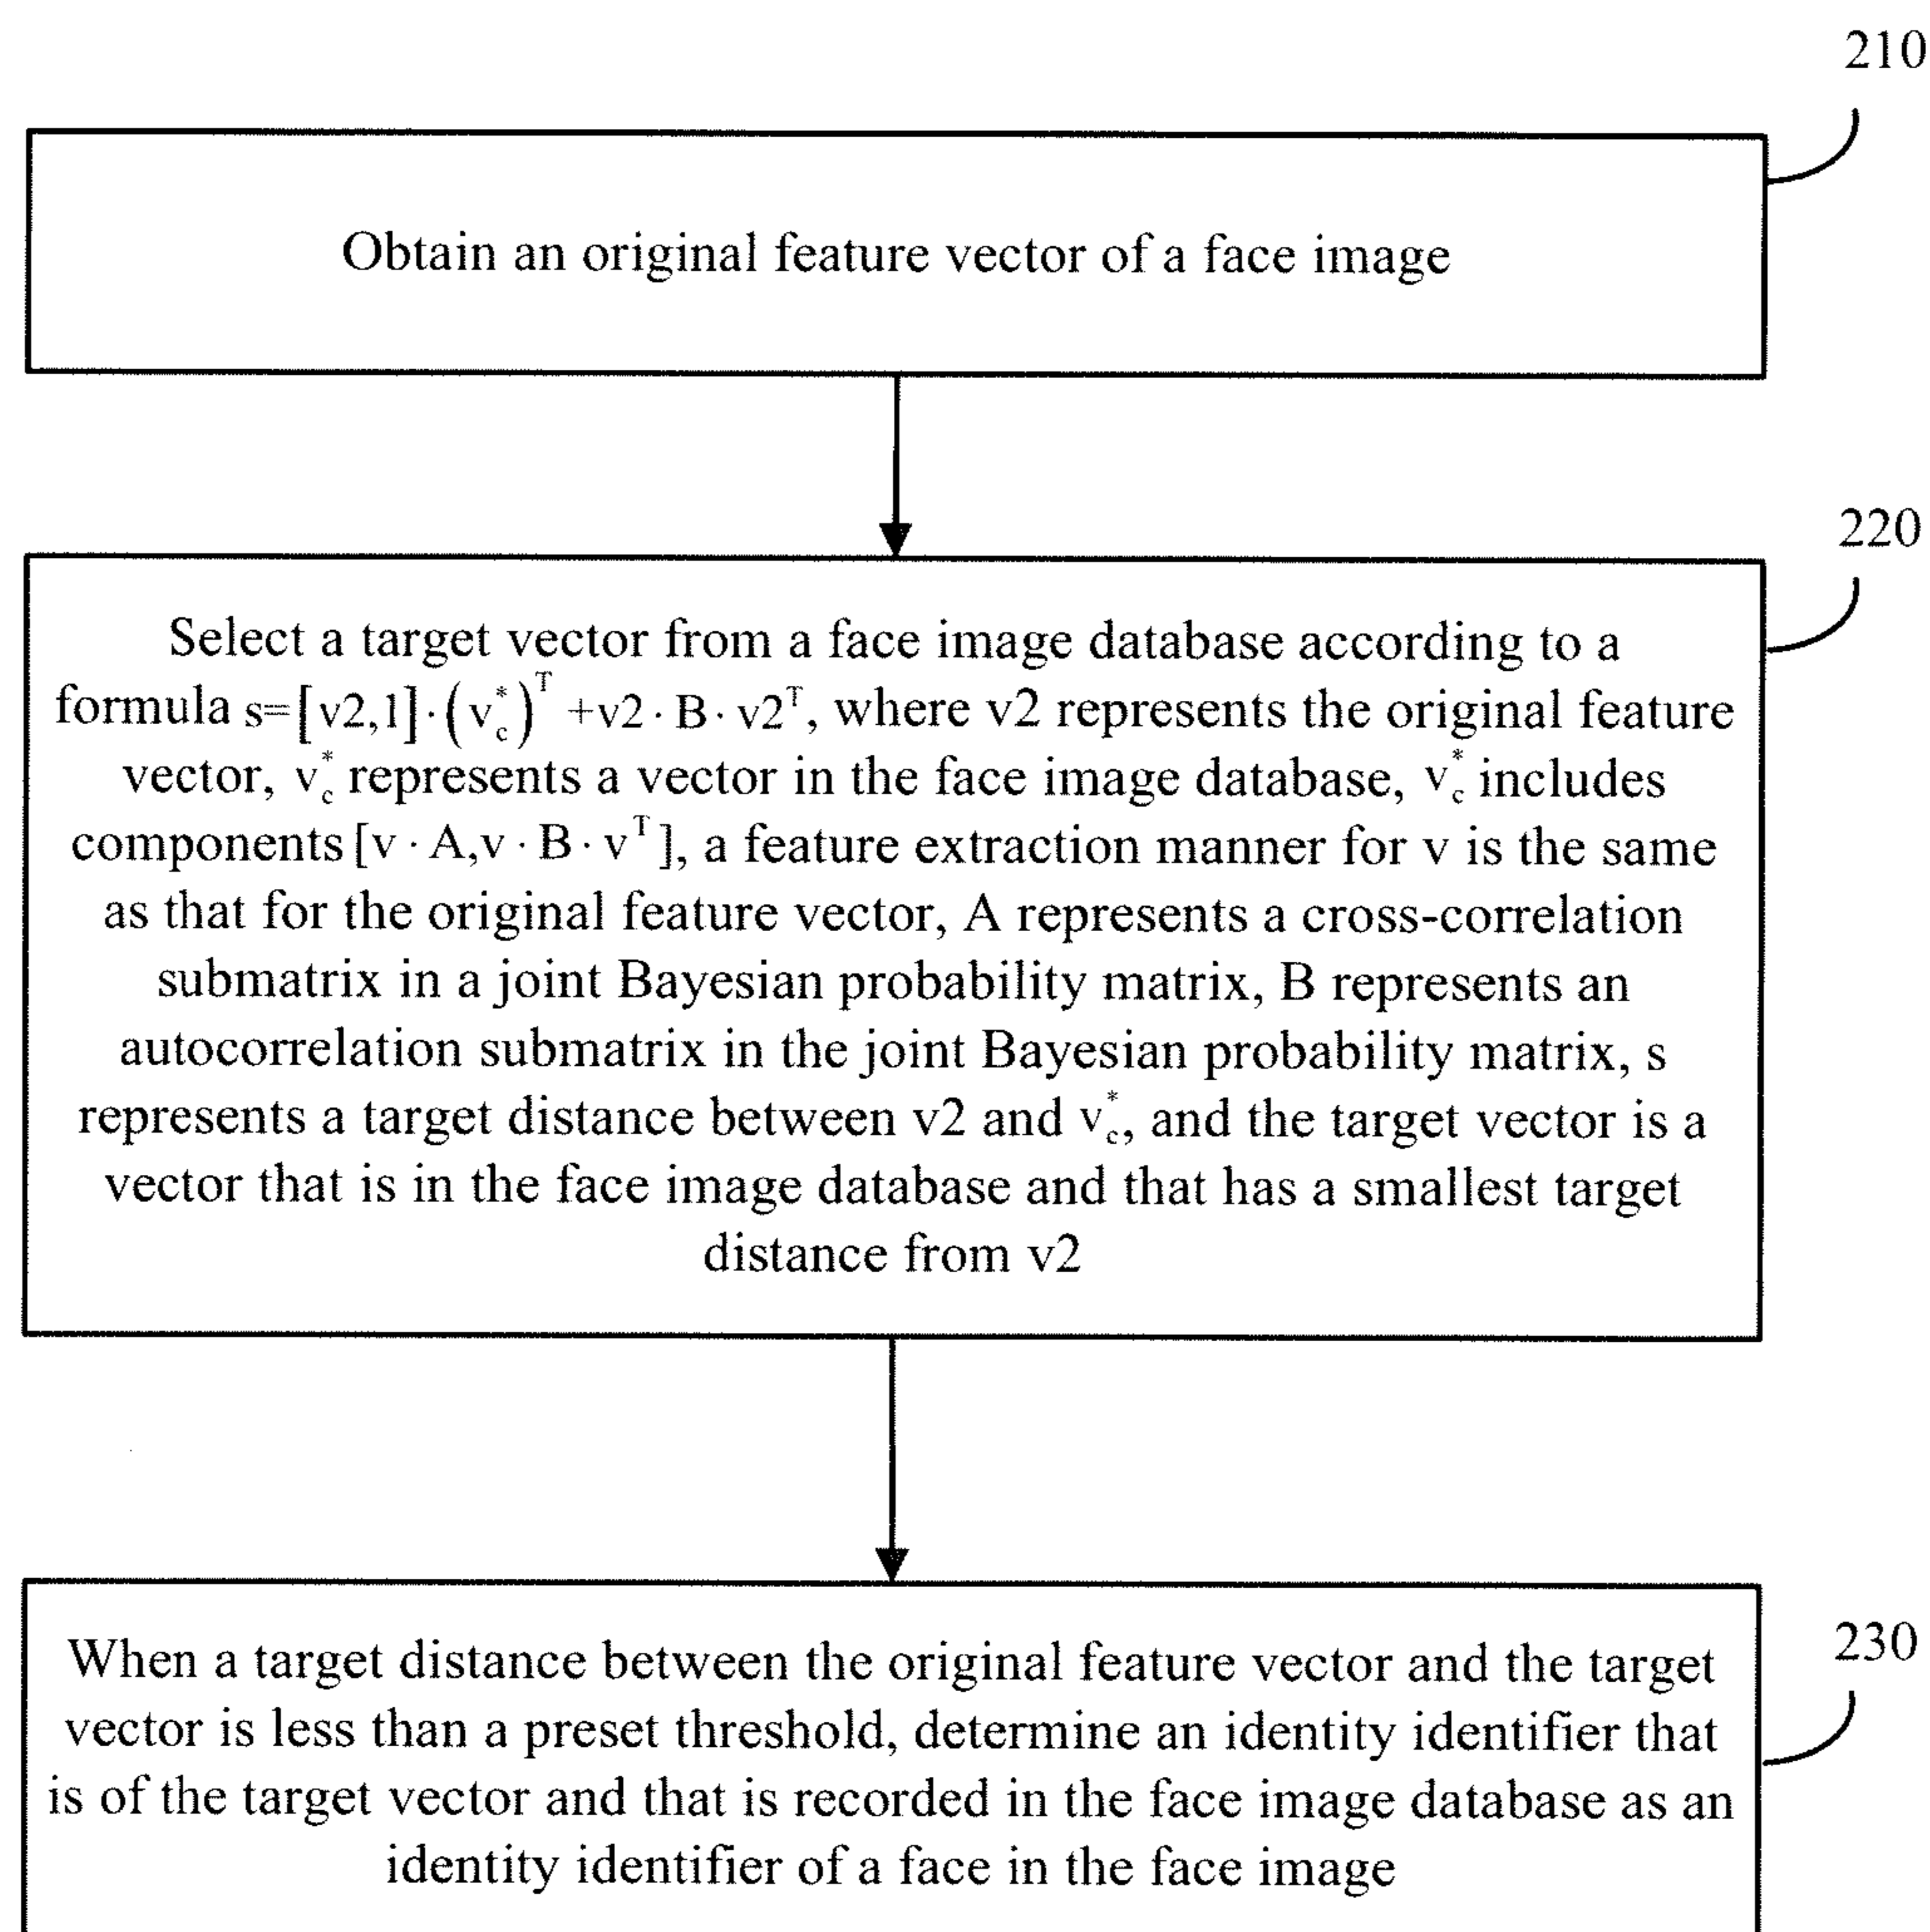 210
Obtain an original feature vector of a face image
220
Select a target vector from a face image database according to a
formula s=[v2,1]·(v_c^*)^T +v2·B·v2^T, where v2 represents the original feature
vector, v_c^* represents a vector in the face image database, v_c^* includes
components [v·A,v·B·v^T], a feature extraction manner for v is the same
as that for the original feature vector, A represents a cross-correlation
submatrix in a joint Bayesian probability matrix, B represents an
autocorrelation submatrix in the joint Bayesian probability matrix, s
represents a target distance between v2 and v_c^*, and the target vector is a
vector that is in the face image database and that has a smallest target
distance from v2
230
When a target distance between the original feature vector and the target
vector is less than a preset threshold, determine an identity identifier that
is of the target vector and that is recorded in the face image database as an
identity identifier of a face in the face image